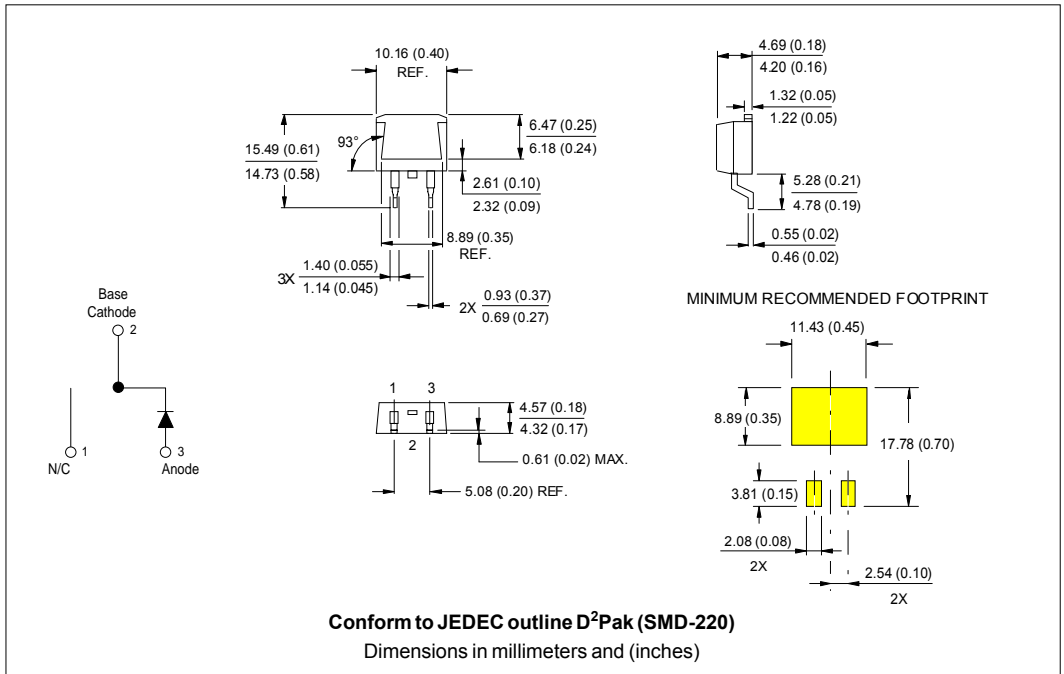 10.16 (0.40)
REF.
15.49 (0.61)
14.73 (0.58)
93°
6.47 (0.25)
6.18 (0.24)
2.61 (0.10)
2.32 (0.09)
8.89 (0.35)
REF.
3X
1.40 (0.055)
1.14 (0.045)
2X
0.93 (0.37)
0.69 (0.27)
4.69 (0.18)
4.20 (0.16)
1.32 (0.05)
1.22 (0.05)
5.28 (0.21)
4.78 (0.19)
0.55 (0.02)
0.46 (0.02)
Base
Cathode
2
1
N/C
3
Anode
1 3
2
4.57 (0.18)
4.32 (0.17)
0.61 (0.02) MAX.
5.08 (0.20) REF.
MINIMUM RECOMMENDED FOOTPRINT
11.43 (0.45)
8.89 (0.35)
17.78 (0.70)
3.81 (0.15)
2.08 (0.08)
2X
2.54 (0.10)
2X
Conform to JEDEC outline D²Pak (SMD-220)
Dimensions in millimeters and (inches)